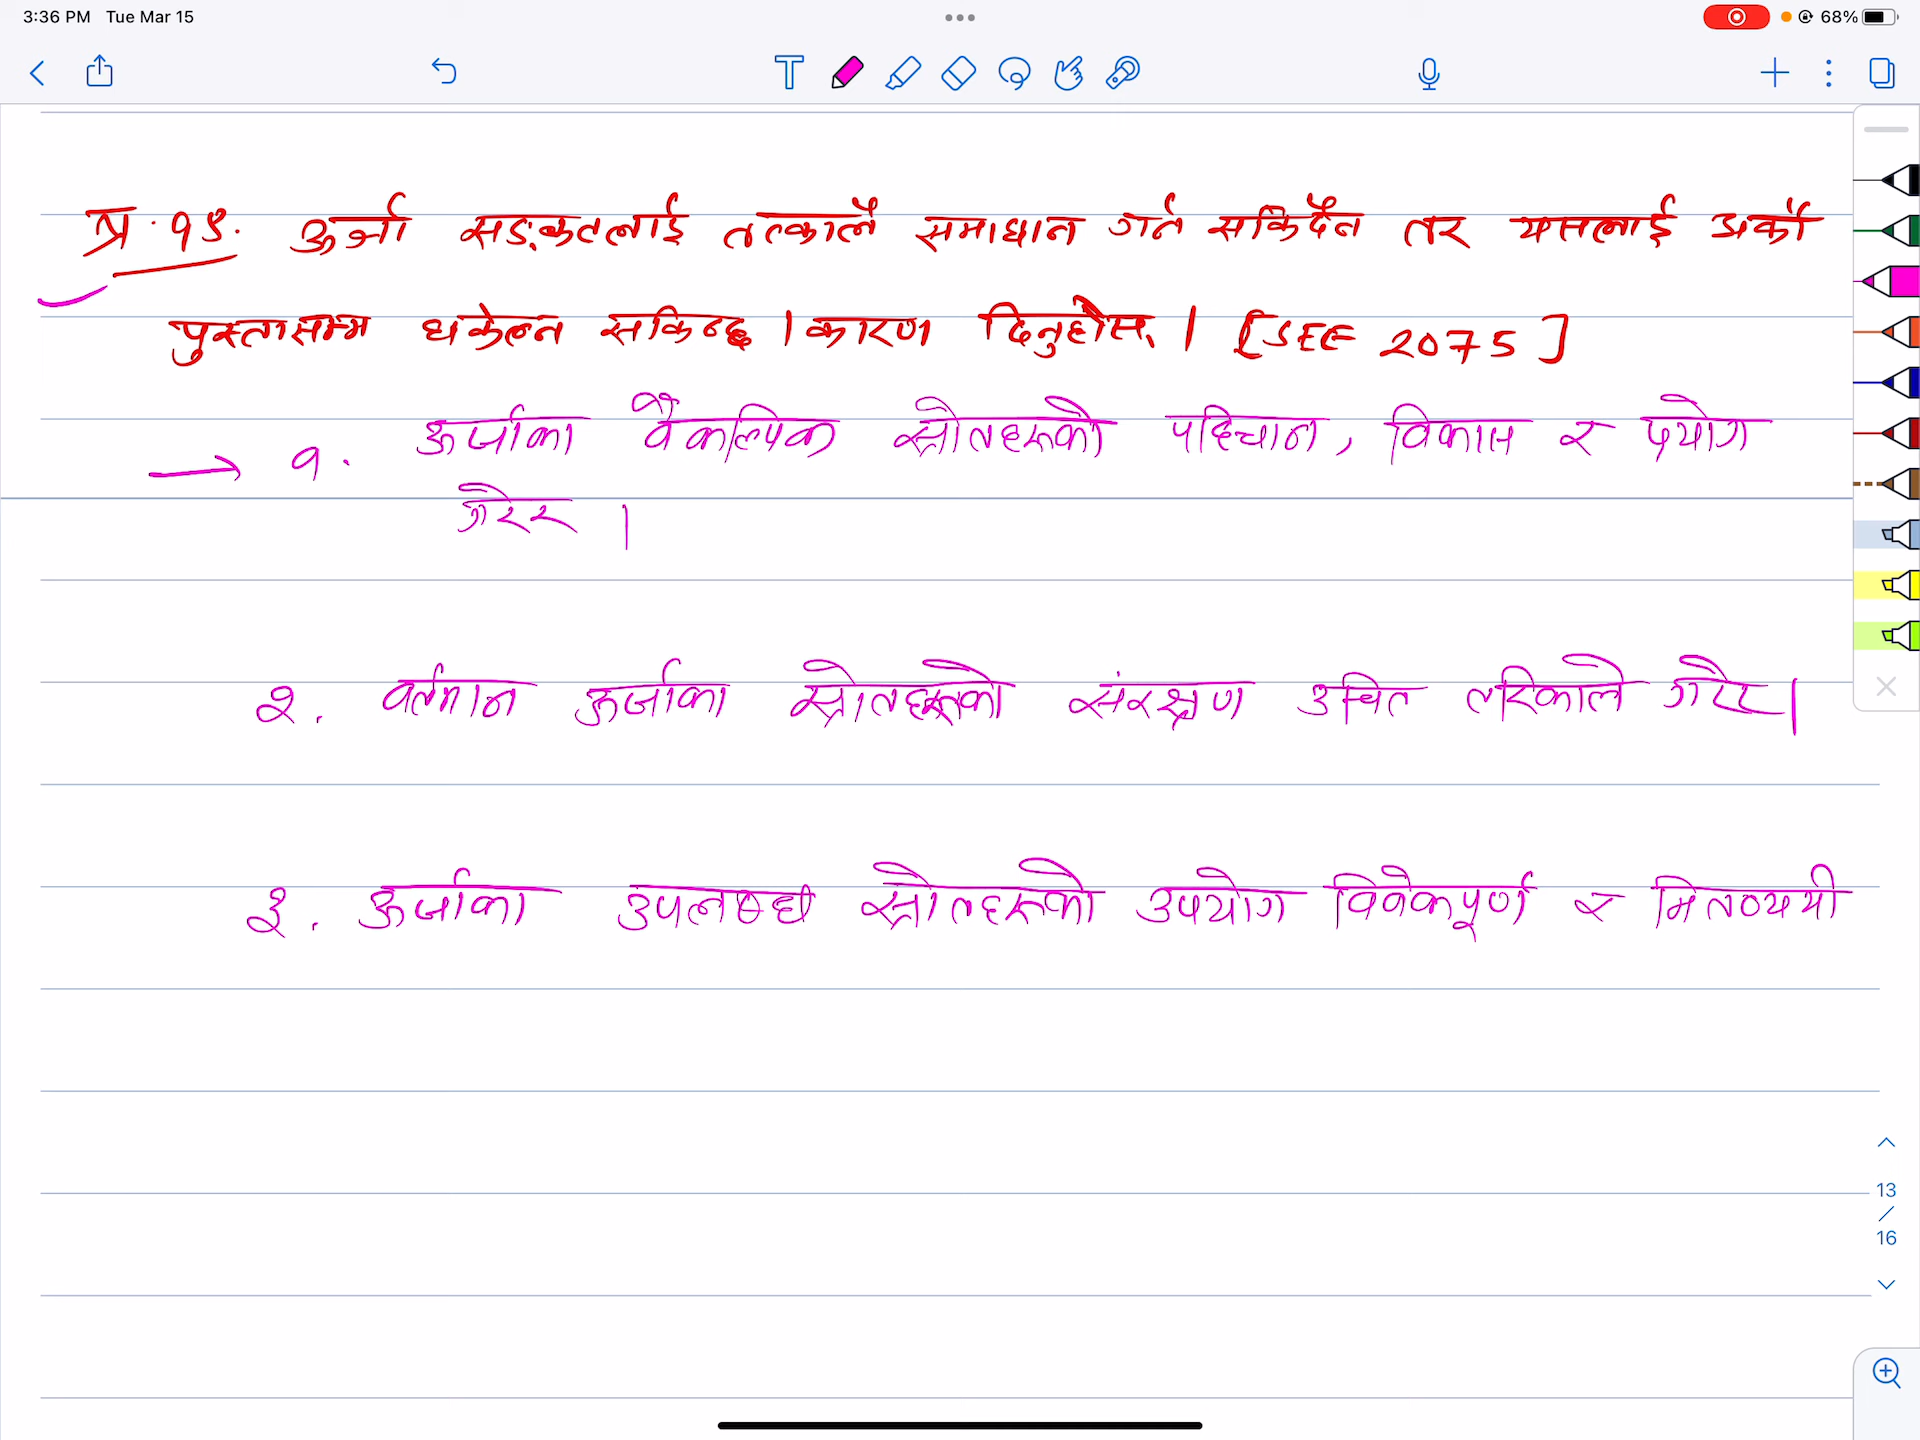 3:36 PM Tue Mar 15
68%
प्र. १९. ऊर्जा सङ्कटलाई तत्कालै समाधान गर्न सकिदैन तर यसलाई अर्को
पुस्तासम्म धकेल्न सकिन्छ । कारण दिनुहोस् । [SEE 2075]
→ १. ऊर्जाका वैकल्पिक स्रोतहरूको पहिचान, विकास र प्रयोग
गरेर ।
२. वर्तमान ऊर्जाका स्रोतहरूको संरक्षण उचित तरिकाले गरेर ।
३. ऊर्जाका उपलब्ध स्रोतहरूको उपयोग विवेकपूर्ण र मितव्ययी
13
/
16